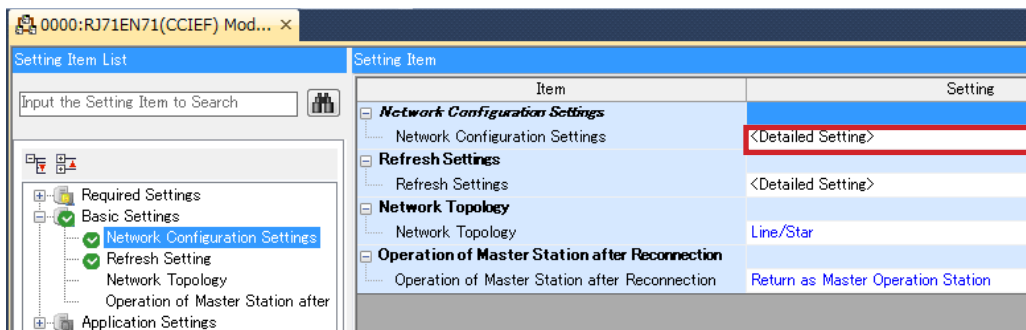 0000:RJ71EN71(CCIEF) Mod... ×
Setting Item List
Input the Setting Item to Search
Required Settings
Basic Settings
Network Configuration Settings
Refresh Setting
Network Topology
Operation of Master Station after
Application Settings
Setting Item
Item Setting
Network Configuration Settings
Network Configuration Settings <Detailed Setting>
Refresh Settings
Refresh Settings <Detailed Setting>
Network Topology
Network Topology Line/Star
Operation of Master Station after Reconnection
Operation of Master Station after Reconnection Return as Master Operation Station